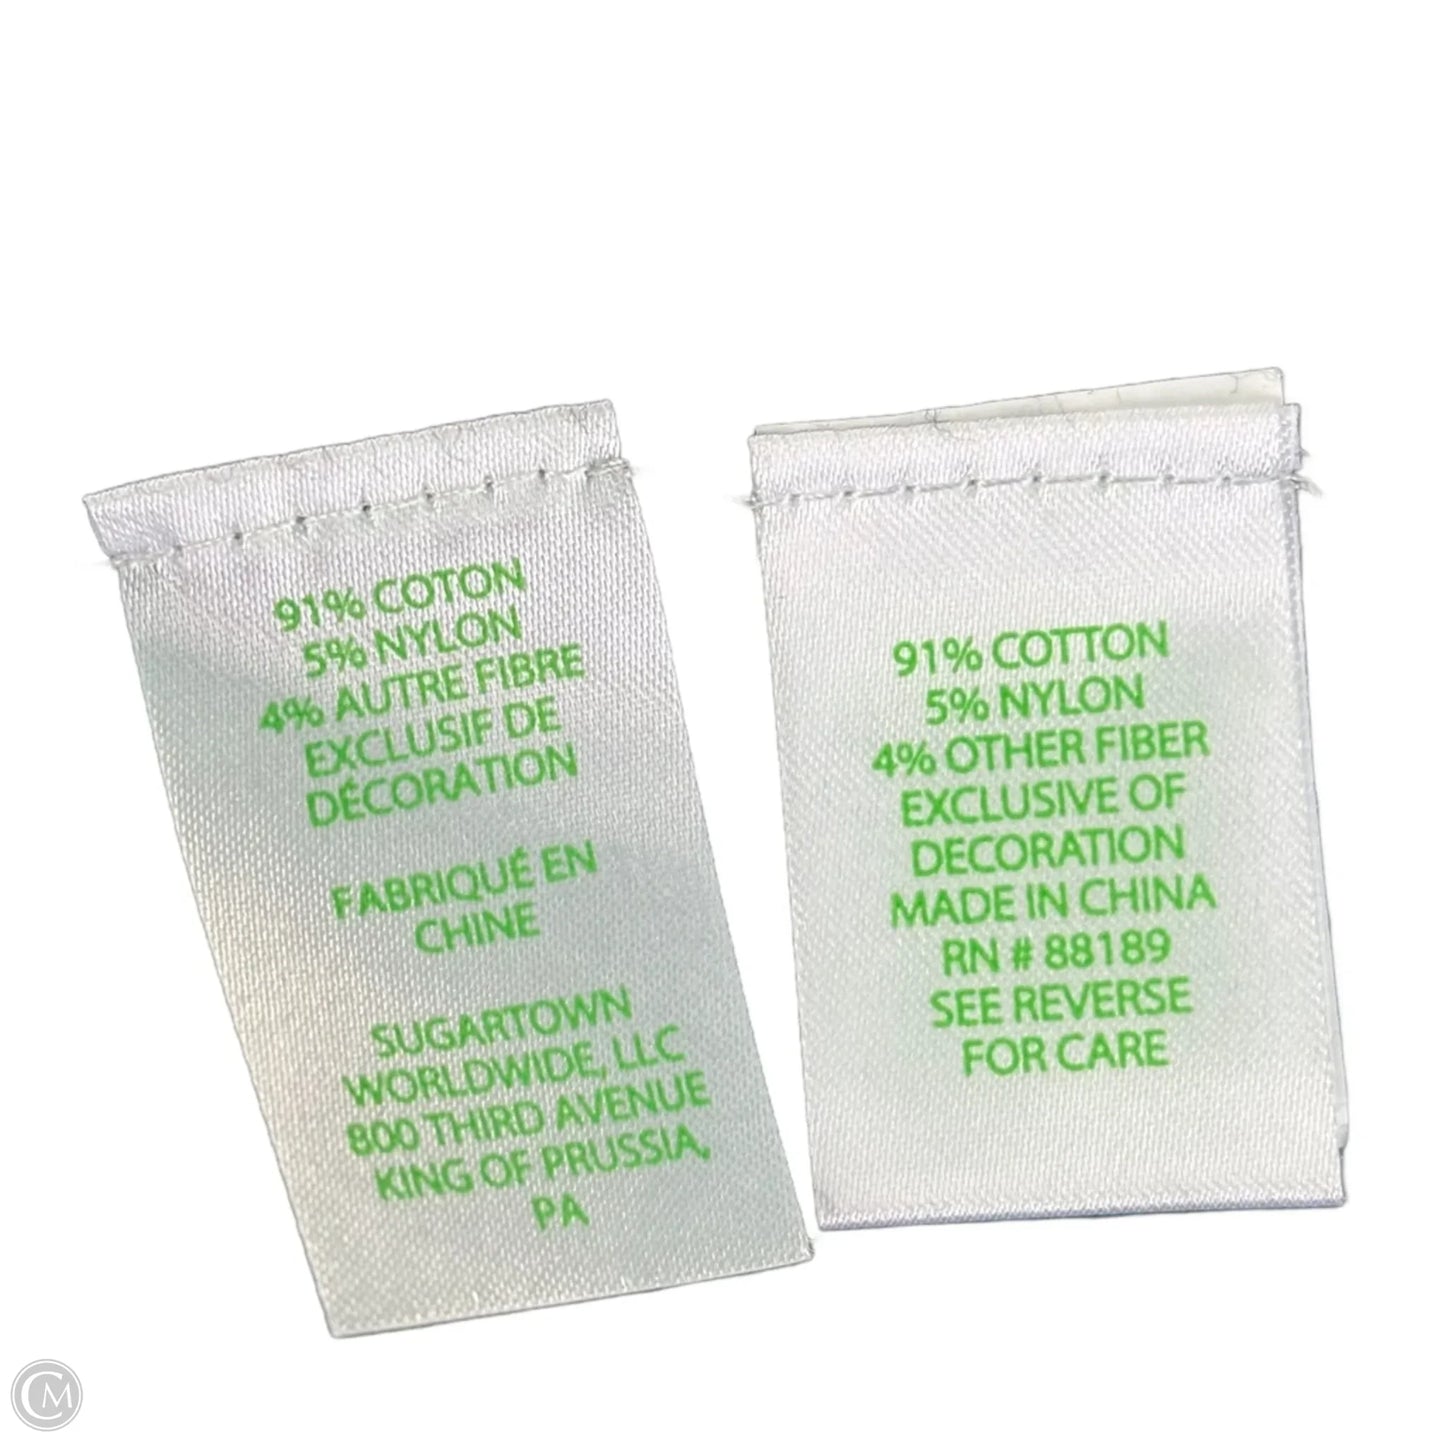 91% COTON
5% NYLON
4% AUTRE FIBRE
EXCLUSIF DE
DÉCORATION
FABRIQUÉ EN
CHINE
SUGARTOWN
WORLDWIDE, LLC
800 THIRD AVENUE
KING OF PRUSSIA,
PA
91% COTTON
5% NYLON
4% OTHER FIBER
EXCLUSIVE OF
DECORATION
MADE IN CHINA
RN # 88189
SEE REVERSE
FOR CARE
CM